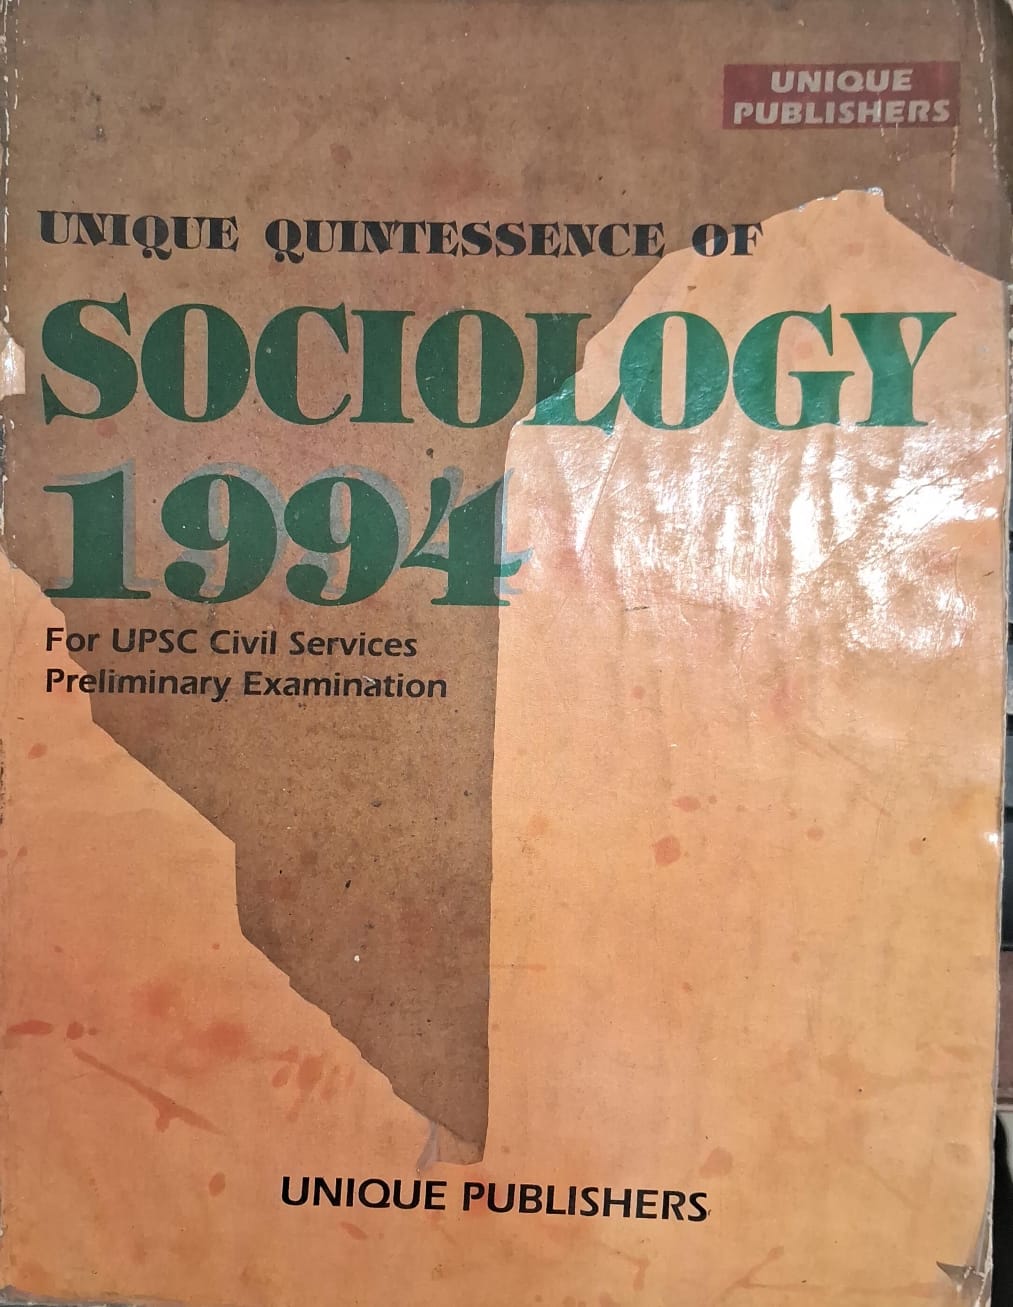 UNIQUE
PUBLISHERS
UNIQUE QUINTESSENCE OF
SOCIOLOGY
1994
For UPSC Civil Services
Preliminary Examination
UNIQUE PUBLISHERS